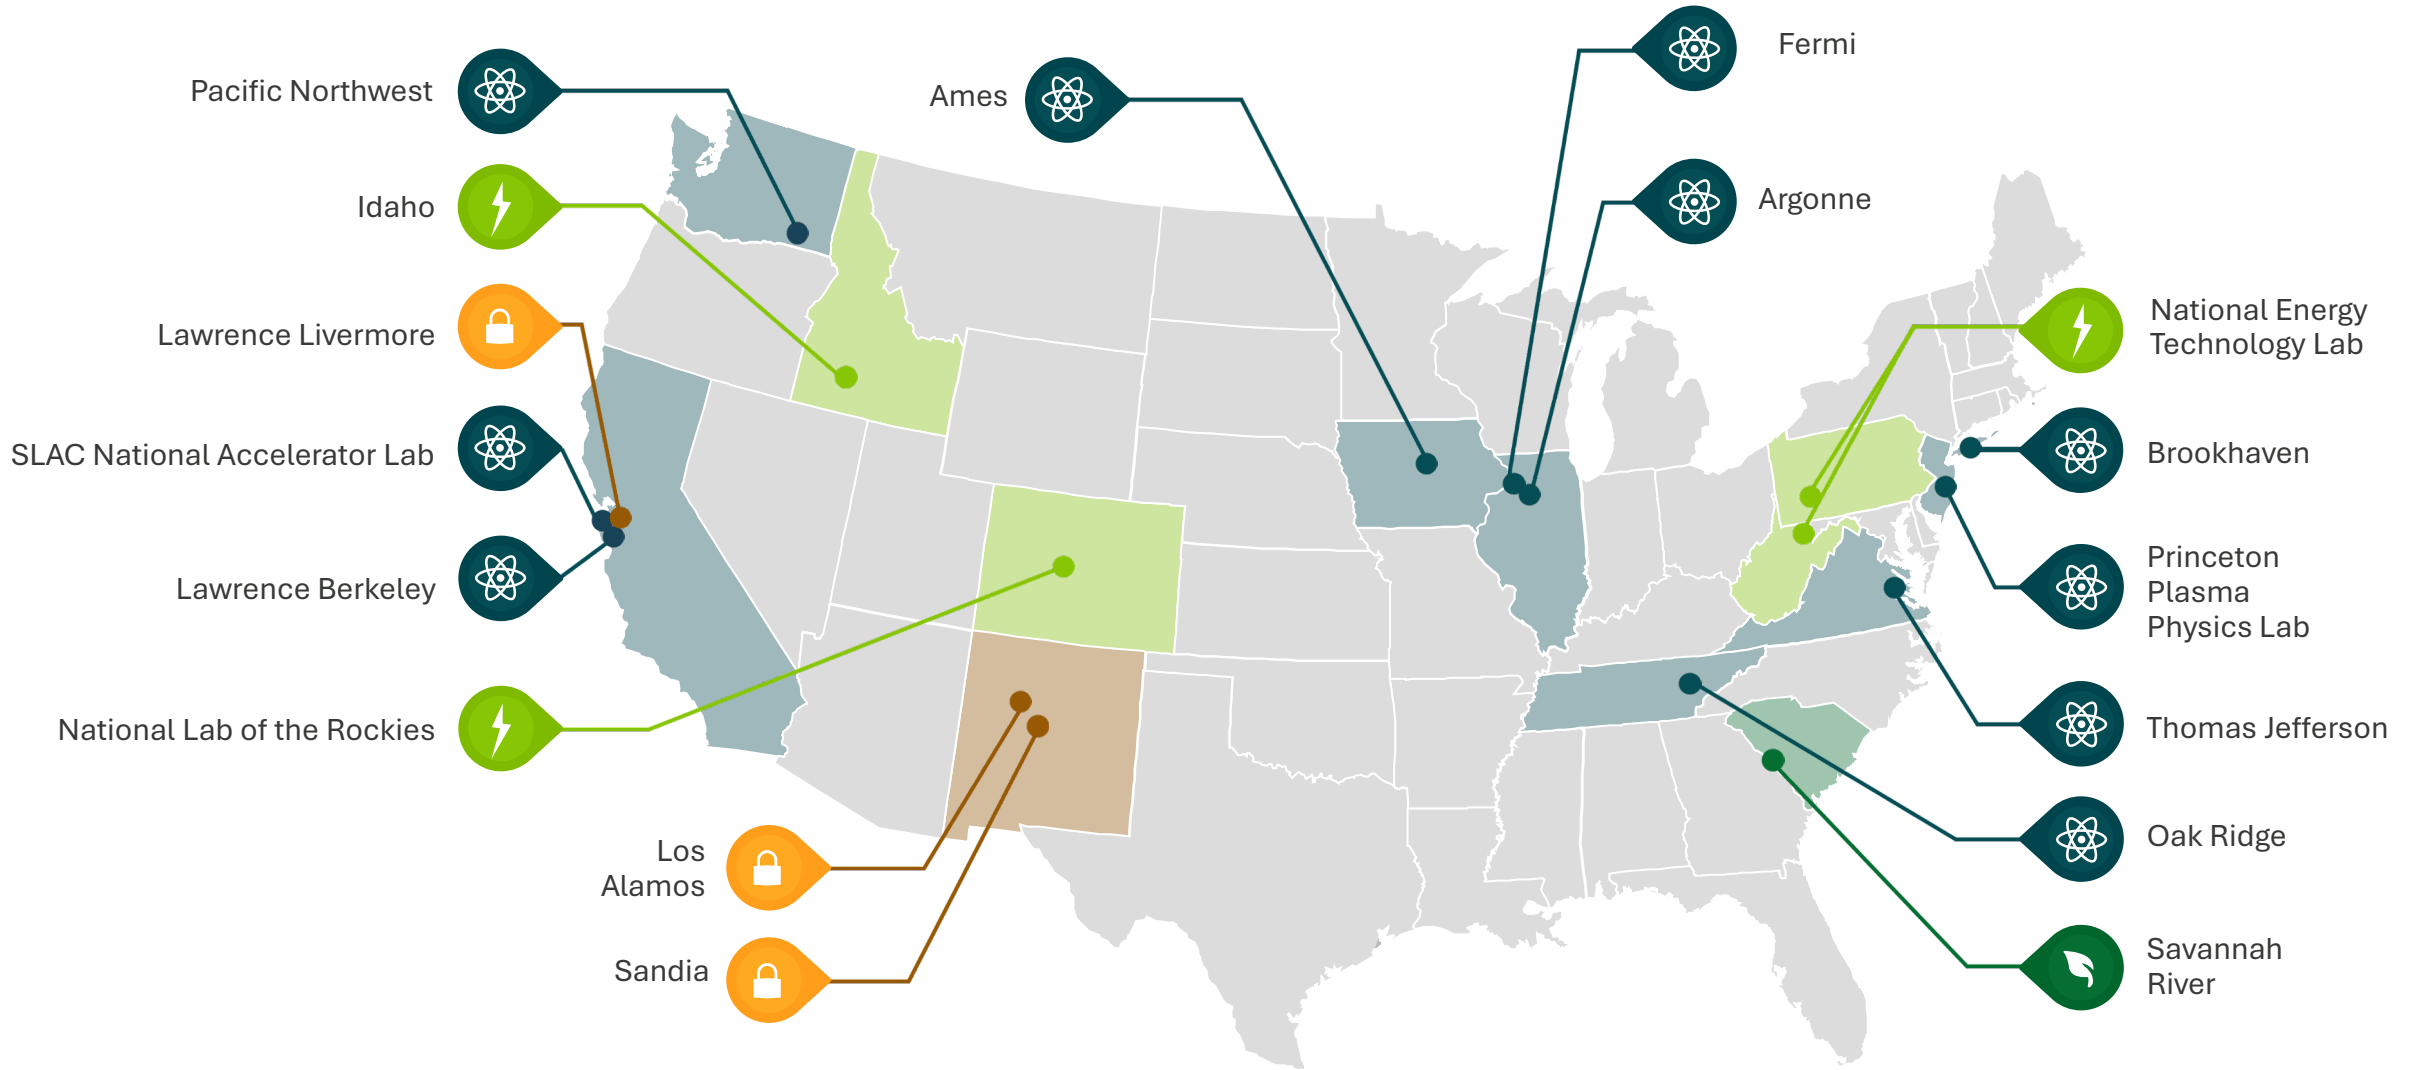 Pacific Northwest
Idaho
Lawrence Livermore
SLAC National Accelerator Lab
Lawrence Berkeley
National Lab of the Rockies
Los
Alamos
Sandia
Ames
Fermi
Argonne
National Energy
Technology Lab
Brookhaven
Princeton
Plasma
Physics Lab
Thomas Jefferson
Oak Ridge
Savannah
River